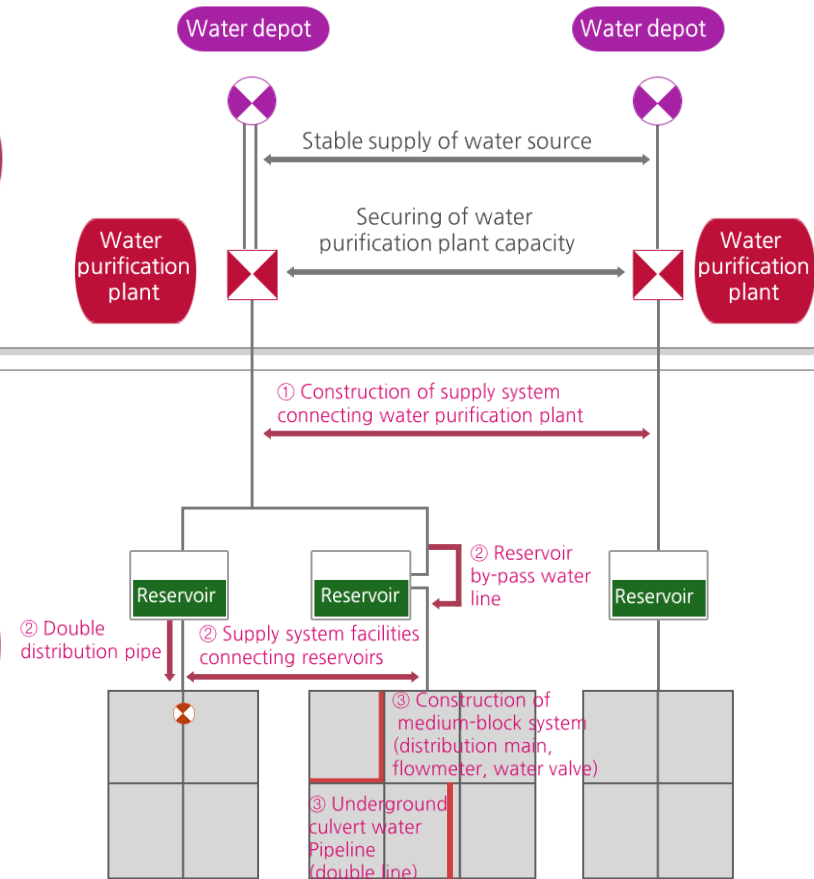 Water depot
Water depot
Stable supply of water source
Securing of water
purification plant capacity
Water
purification
plant
Water
purification
plant
① Construction of supply system
connecting water purification plant
② Reservoir
by-pass water
line
Reservoir
Reservoir
Reservoir
② Double
distribution pipe
② Supply system facilities
connecting reservoirs
③ Construction of
medium-block system
(distribution main,
flowmeter, water valve)
③ Underground
culvert water
Pipeline
(double line)